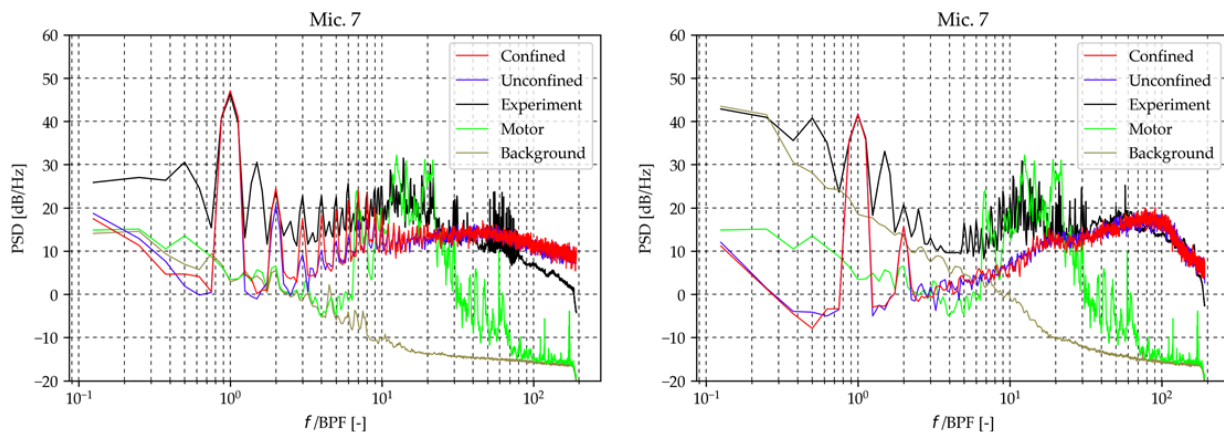 Mic. 7
60
50
40
30
20
10
0
−10
−20
PSD [dB/Hz]
10⁻¹
10⁰
10¹
10²
f/BPF [-]
Confined
Unconfined
Experiment
Motor
Background
Mic. 7
60
50
40
30
20
10
0
−10
−20
PSD [dB/Hz]
10⁻¹
10⁰
10¹
10²
f/BPF [-]
Confined
Unconfined
Experiment
Motor
Background